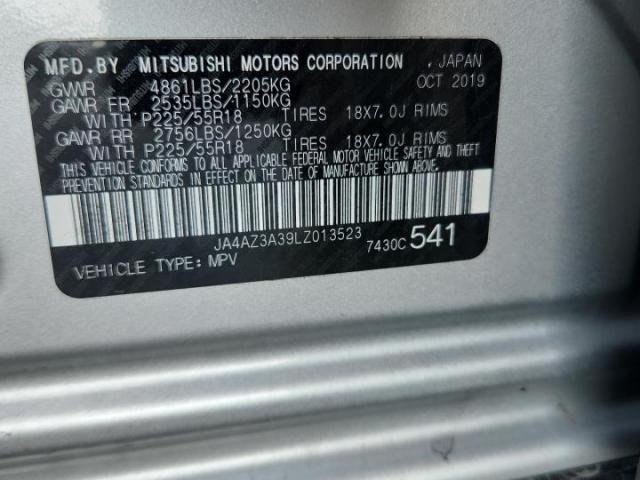 MFD.BY MITSUBISHI MOTORS CORPORATION , JAPAN
GVWR 4861LBS/2205KG OCT 2019
GAWR FR 2535LBS/1150KG
WITH P225/55R18 TIRES 18X7.0J RIMS
GAWR RR 2756LBS/1250KG
WITH P225/55R18 TIRES 18X7.0J RIMS
THIS VEHICLE CONFORMS TO ALL APPLICABLE FEDERAL MOTOR VEHICLE SAFETY AND THEFT
PREVENTION STANDARDS IN EFFECT ON THE DATE OF MANUFACTURE SHOWN ABOVE.
JA4AZ3A39LZ013523 7430C 541
VEHICLE TYPE: MPV